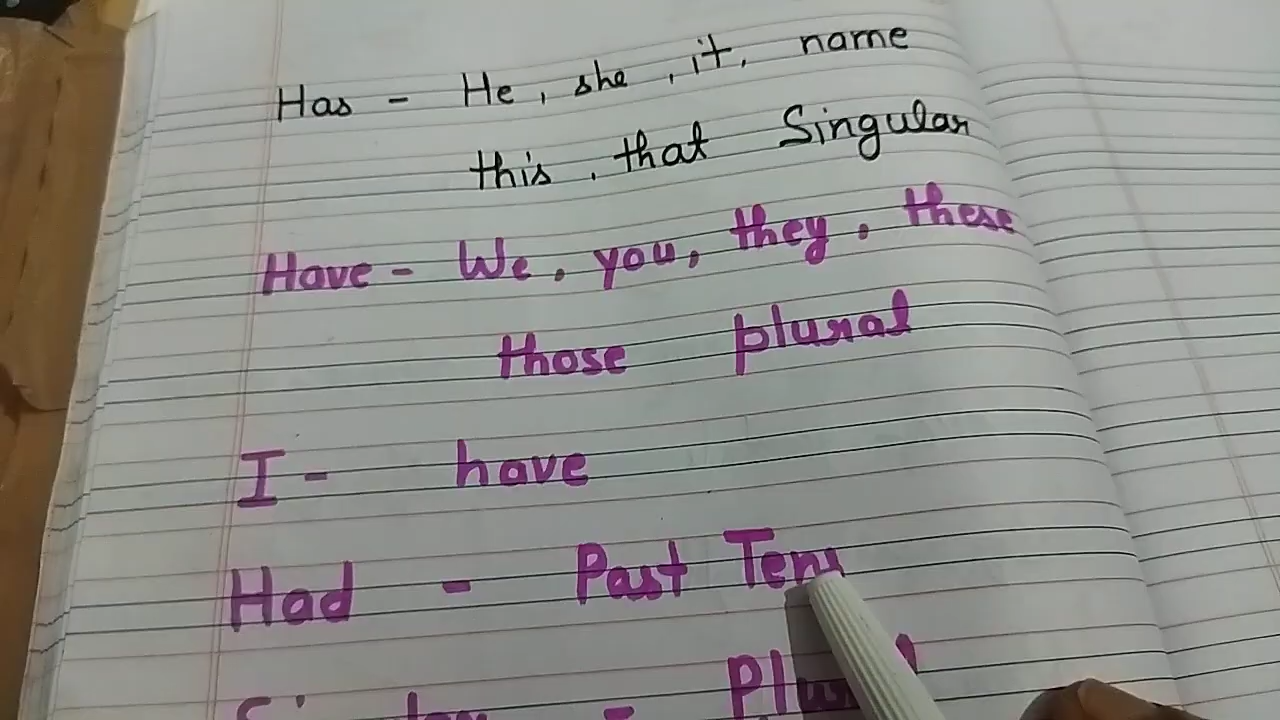 Has - He, she, it, name
this, that Singular
Have - We, you, they, these
those plural
I - have
Had - Past Tens
-